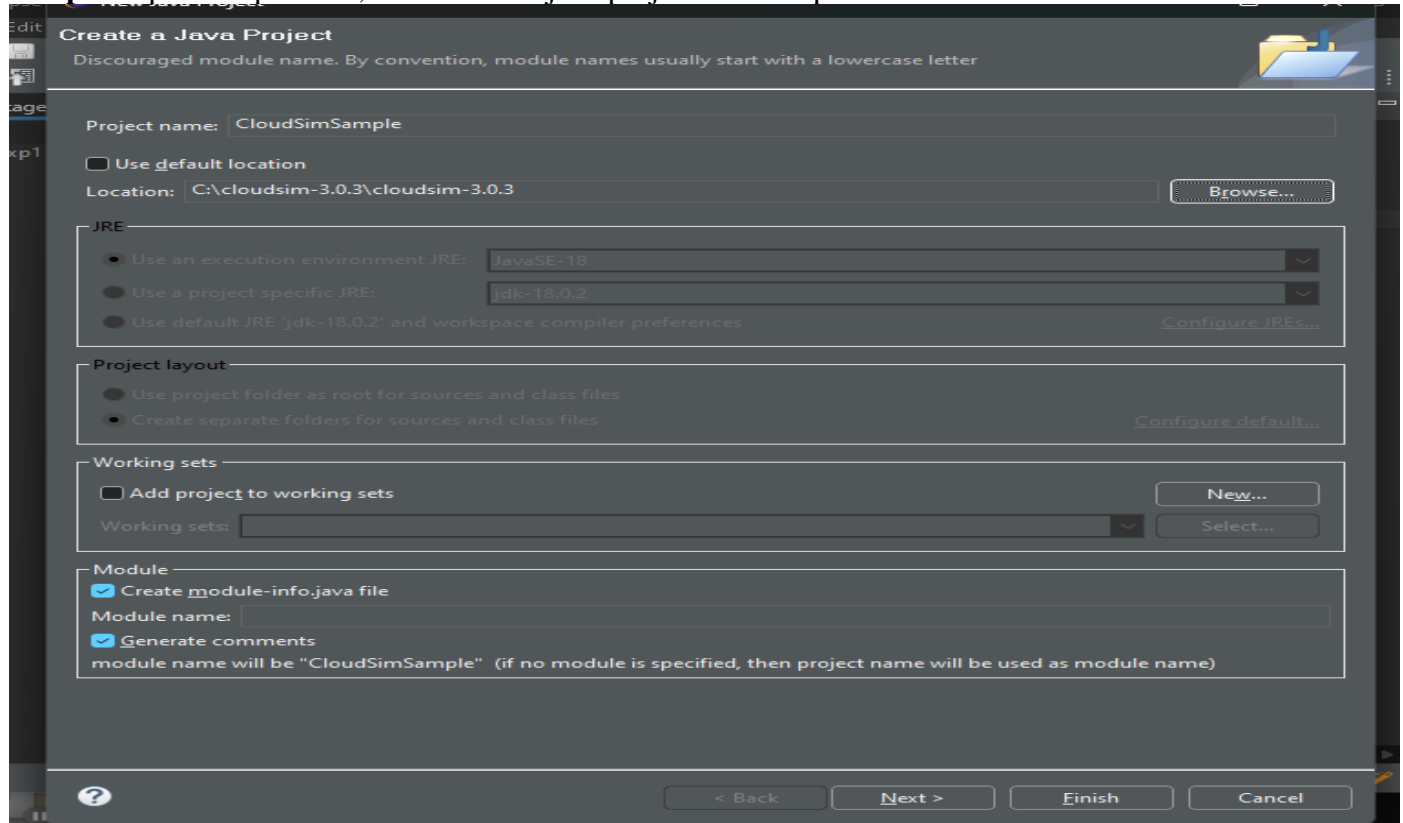 New Java Project
Edit
Create a Java Project
Discouraged module name. By convention, module names usually start with a lowercase letter
Project name: CloudSimSample
xp1
Use default location
Location: C:\cloudsim-3.0.3\cloudsim-3.0.3 Browse...
JRE
Use an execution environment JRE: JavaSE-18
Use a project specific JRE: jdk-18.0.2
Use default JRE 'jdk-18.0.2' and workspace compiler preferences Configure JREs...
Project layout
Use project folder as root for sources and class files
Create separate folders for sources and class files Configure default...
Working sets
Add project to working sets New...
Working sets: Select...
Module
Create module-info.java file
Module name:
Generate comments
module name will be "CloudSimSample" (if no module is specified, then project name will be used as module name)
< Back Next > Finish Cancel